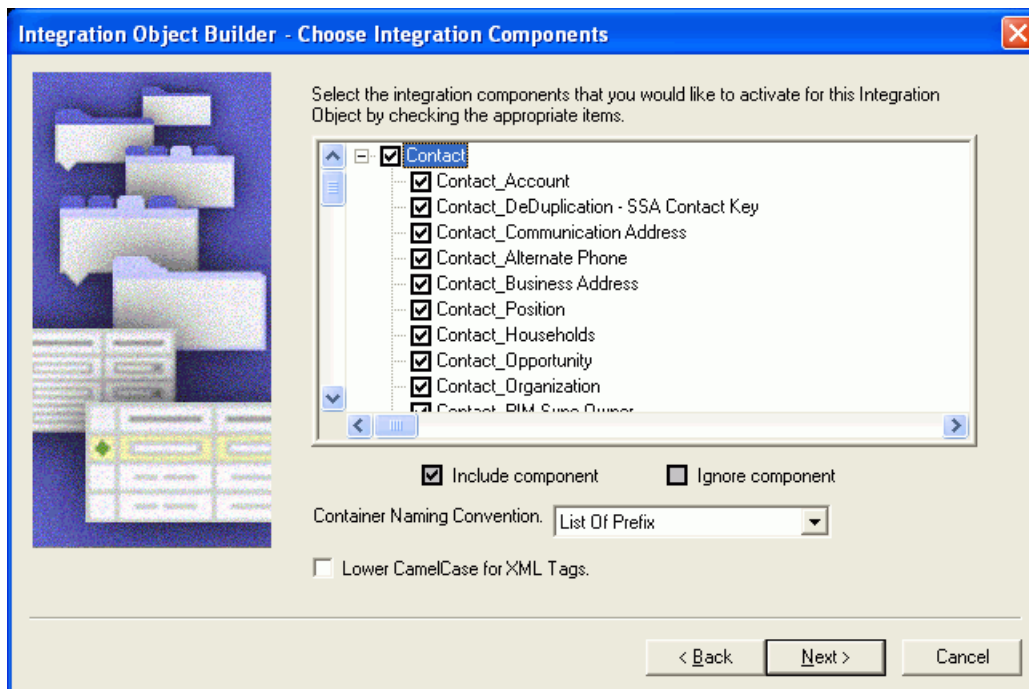 Integration Object Builder - Choose Integration Components
Select the integration components that you would like to activate for this Integration
Object by checking the appropriate items.
Contact
Contact_Account
Contact_DeDuplication - SSA Contact Key
Contact_Communication Address
Contact_Alternate Phone
Contact_Business Address
Contact_Position
Contact_Households
Contact_Opportunity
Contact_Organization
Contact_PIM Sync Owner
Include component Ignore component
Container Naming Convention. List Of Prefix
Lower CamelCase for XML Tags.
< Back Next > Cancel